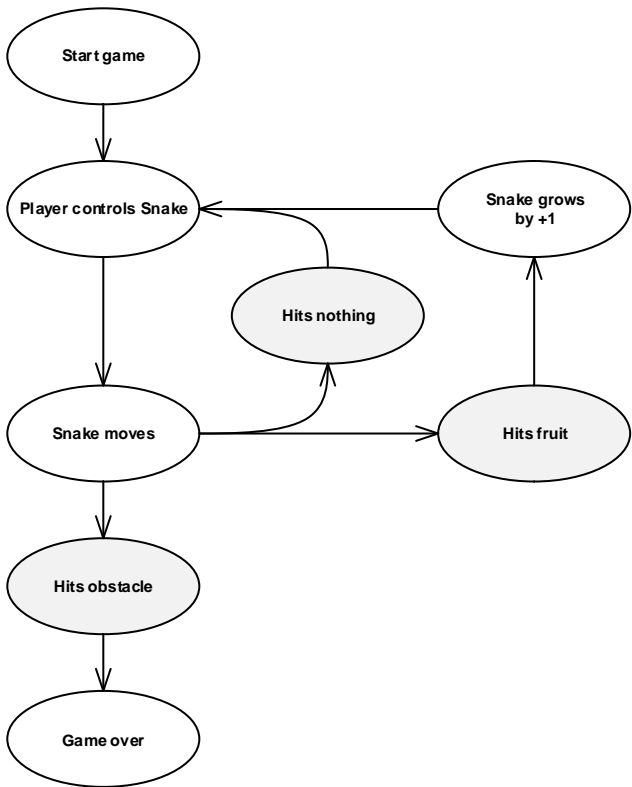 Start game
Player controls Snake
Snake grows
by +1
Hits nothing
Snake moves
Hits fruit
Hits obstacle
Game over